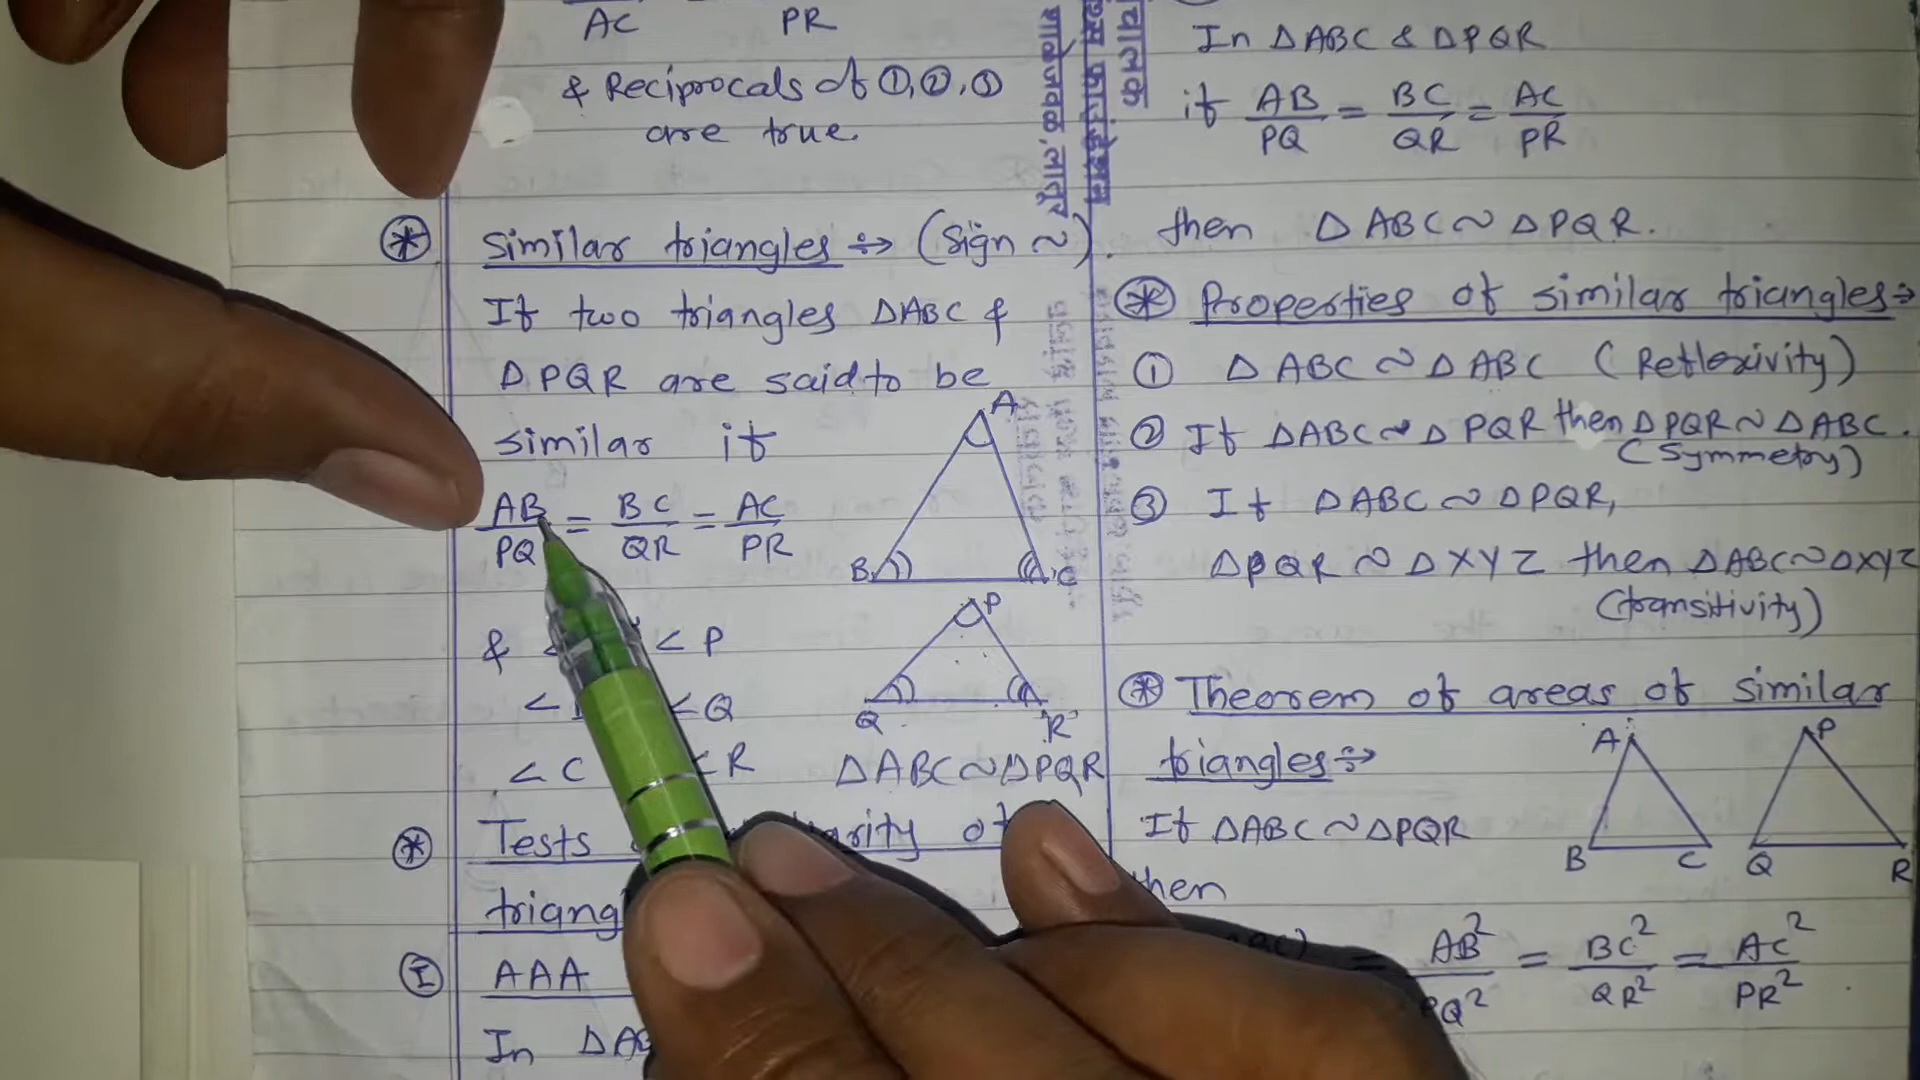 AC PR
& Reciprocals of ①, ②, ③
are true.
Similar triangles (Sign ~)
If two triangles ΔABC &
ΔPQR are said to be
similar if
AB/PQ = BC/QR = AC/PR
& < < P
< < Q
< C < R
A
B C
P
Q R
ΔABC ~ ΔPQR
Tests of
triang
Ⓘ AAA
In Δ
चालक
फाउंडेशन
सावेजवळ, लातूर
In ΔABC & ΔPQR
if AB/PQ = BC/QR = AC/PR
then ΔABC ~ ΔPQR.
Properties of similar triangles
① ΔABC ~ ΔABC (Reflexivity)
② If ΔABC ~ ΔPQR then ΔPQR ~ ΔABC.
(Symmetry)
③ If ΔABC ~ ΔPQR,
ΔPQR ~ ΔXYZ then ΔABC ~ ΔXYZ
(transitivity)
Theorem of areas of similar
triangles
A P
B C Q R
If ΔABC ~ ΔPQR
then
= AB²/PQ² = BC²/QR² = AC²/PR²